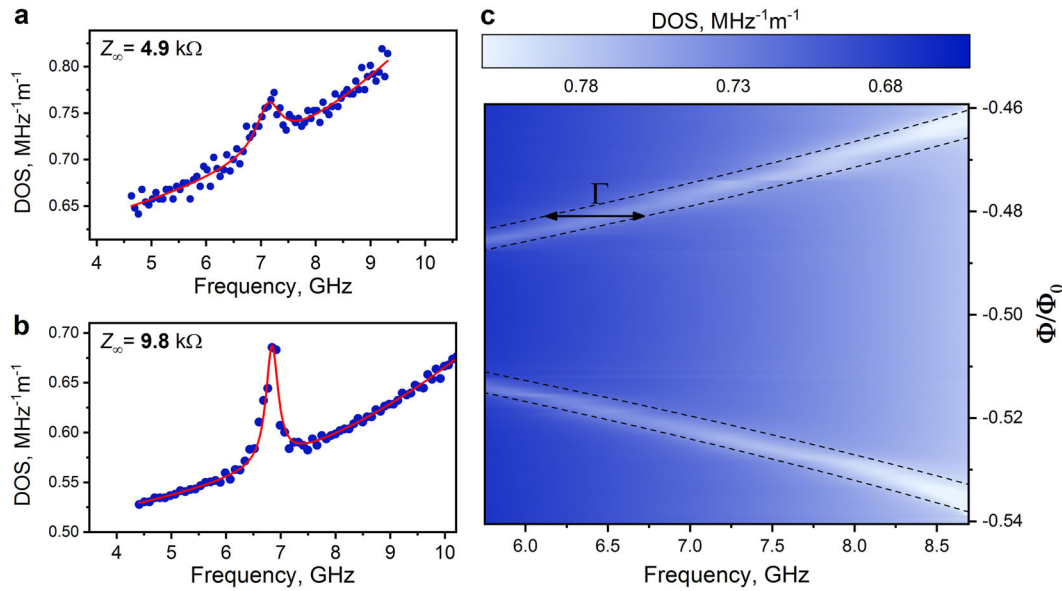 a
Z∞= 4.9 kΩ
DOS, MHz⁻¹m⁻¹
0.80
0.75
0.70
0.65
4 5 6 7 8 9 10
Frequency, GHz
b
Z∞= 9.8 kΩ
DOS, MHz⁻¹m⁻¹
0.70
0.65
0.60
0.55
0.50
4 5 6 7 8 9 10
Frequency, GHz
c
DOS, MHz⁻¹m⁻¹
0.78 0.73 0.68
Γ
-0.46
-0.48
-0.50
-0.52
-0.54
Φ/Φ₀
6.0 6.5 7.0 7.5 8.0 8.5
Frequency, GHz